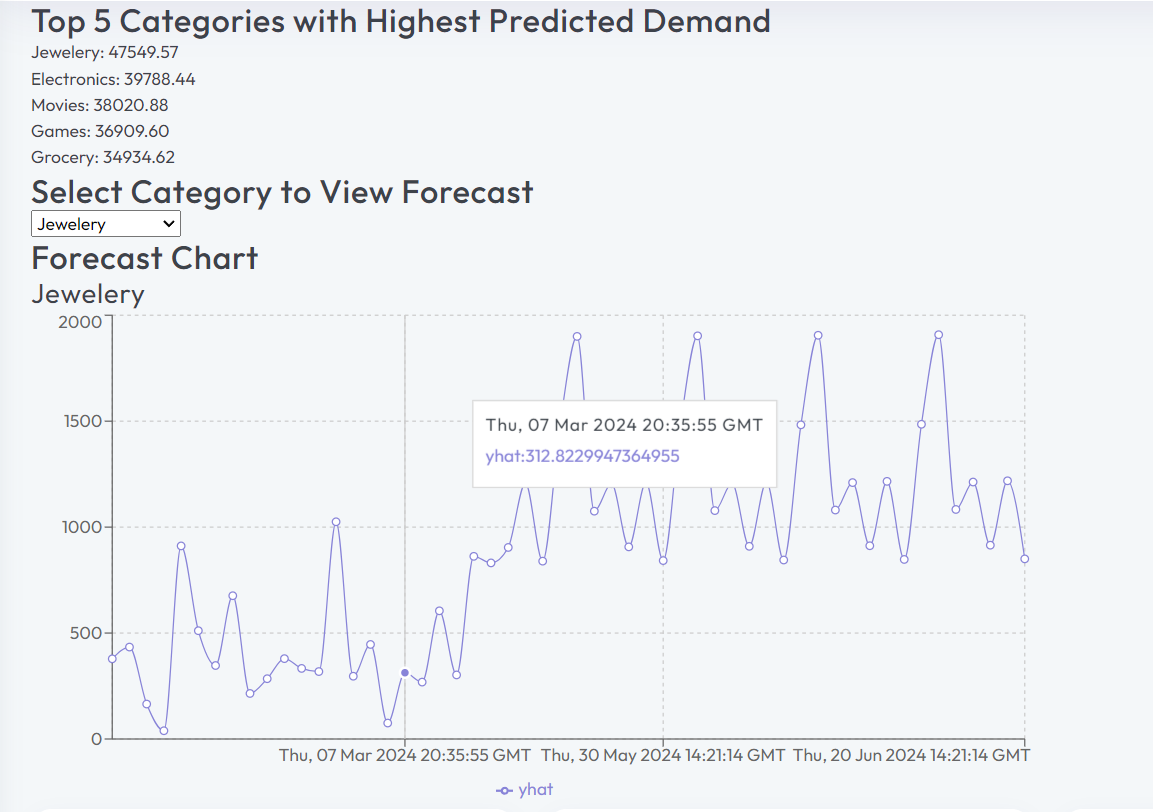 Top 5 Categories with Highest Predicted Demand
Jewelery: 47549.57
Electronics: 39788.44
Movies: 38020.88
Games: 36909.60
Grocery: 34934.62
Select Category to View Forecast
Jewelery
Forecast Chart
Jewelery
2000
1500
1000
500
0
Thu, 07 Mar 2024 20:35:55 GMT
yhat:312.8229947364955
Thu, 07 Mar 2024 20:35:55 GMT
Thu, 30 May 2024 14:21:14 GMT
Thu, 20 Jun 2024 14:21:14 GMT
yhat